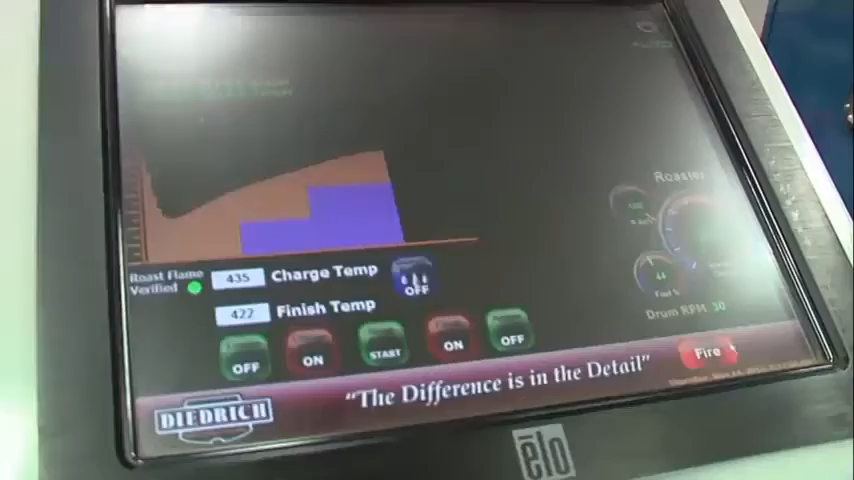 Roaster
Roast Flame
Verified
435
Charge Temp
OFF
422
Finish Temp
Drum RPM 30
OFF
ON
START
ON
OFF
Fire
"The Difference is in the Detail"
DIEDRICH
elo